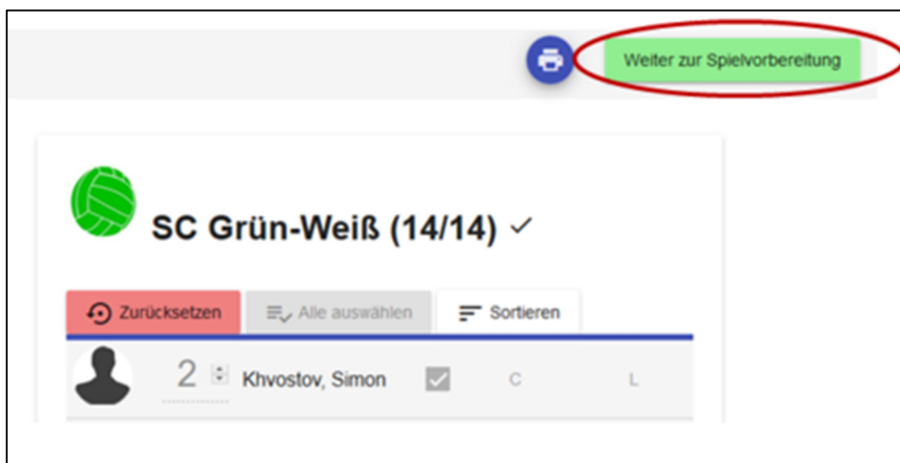 Weiter zur Spielvorbereitung
SC Grün-Weiß (14/14)
Zurücksetzen Alle auswählen Sortieren
2 Khvostov, Simon C L